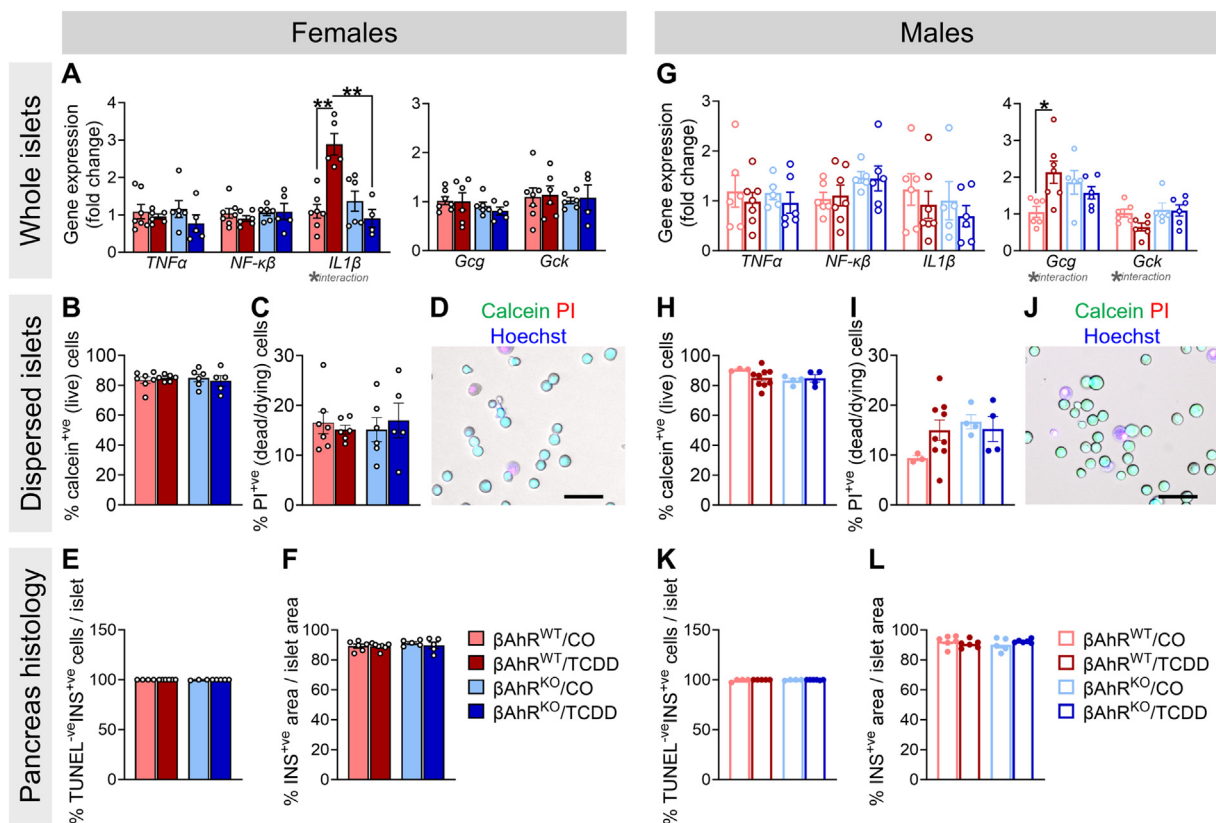 Females
Males
Whole islets
A
Gene expression
(fold change)
4
3
2
1
0
**
**
TNFα
NF-κβ
IL1β
*interaction
3
2
1
0
Gcg
Gck
G
Gene expression
(fold change)
3
2
1
0
TNFα
NF-κβ
IL1β
4
3
2
1
0
*
Gcg
Gck
*interaction
*interaction
Dispersed islets
B
% calcein+ve (live) cells
100
80
60
40
20
0
C
% PI+ve (dead/dying) cells
30
20
10
0
D
Calcein PI
Hoechst
H
% calcein+ve (live) cells
100
80
60
40
20
0
I
% PI+ve (dead/dying) cells
30
20
10
0
J
Calcein PI
Hoechst
Pancreas histology
E
% TUNEL-veINS+ve cells / islet
150
100
50
0
F
% INS+ve area / islet area
100
80
60
40
20
0
βAhRWT/CO
βAhRWT/TCDD
βAhRKO/CO
βAhRKO/TCDD
K
% TUNEL-veINS+ve cells / islet
150
100
50
0
L
% INS+ve area / islet area
100
80
60
40
20
0
βAhRWT/CO
βAhRWT/TCDD
βAhRKO/CO
βAhRKO/TCDD